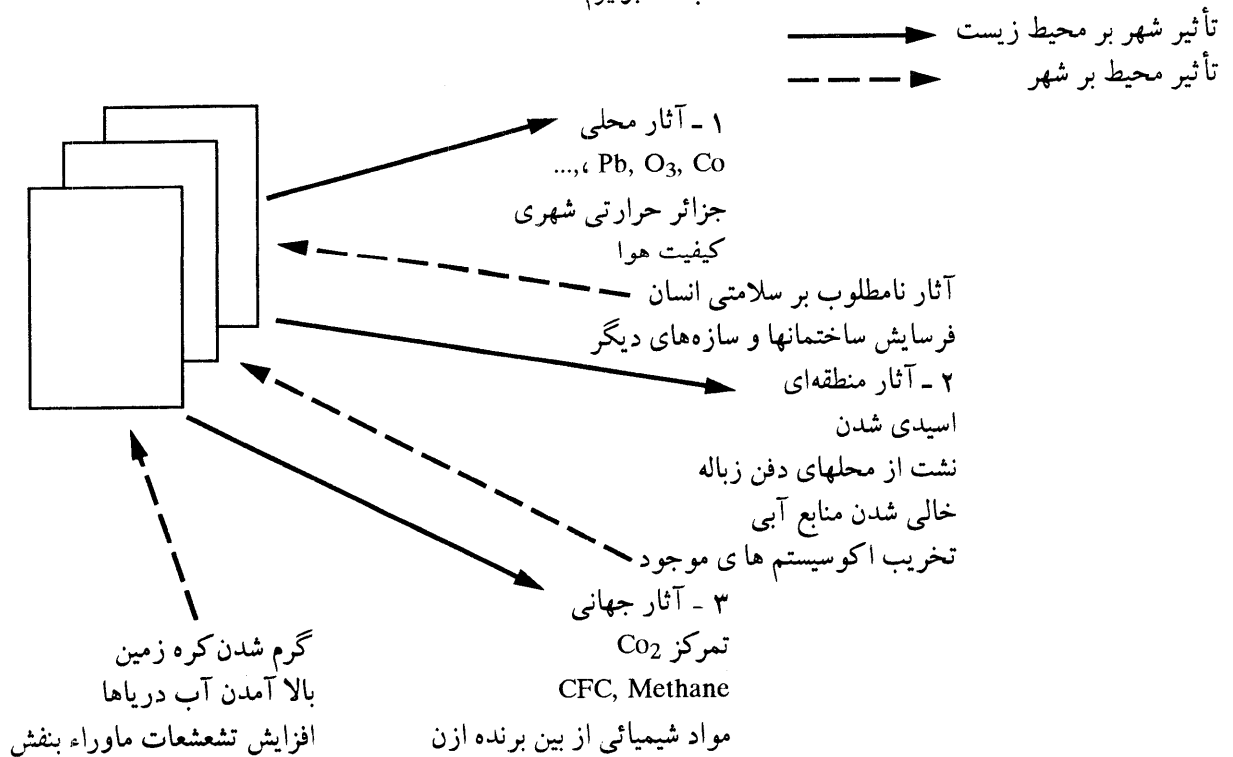 تأثیر شهر بر محیط زیست
تأثیر محیط بر شهر
۱ ـ آثار محلی
Pb, O3, Co ،,...
جزائر حرارتی شهری
کیفیت هوا
آثار نامطلوب بر سلامتی انسان
فرسایش ساختمانها و سازه‌های دیگر
۲ ـ آثار منطقه‌ای
اسیدی شدن
نشت از محلهای دفن زباله
خالی شدن منابع آبی
تخریب اکوسیستم ها ی موجود
۳ - آثار جهانی
تمرکز Co2
CFC, Methane
مواد شیمیائی از بین برنده ازن
گرم شدن کره زمین
بالا آمدن آب دریاها
افزایش تشعشعات ماوراء بنفش